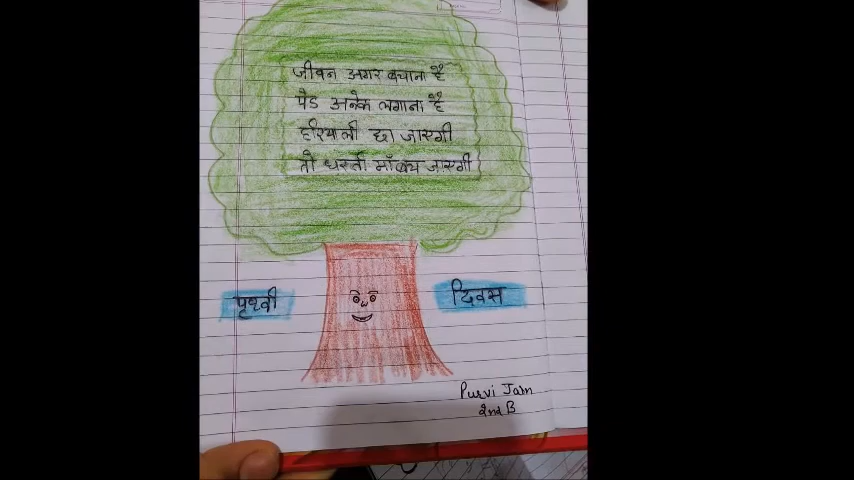 जीवन अगर बचाना है
पेड अनेक लगाना है
हरियाली छा जाएगी
तो धरती माँ बच जाएगी
पृथ्वी दिवस
Purvi Jain
2nd B